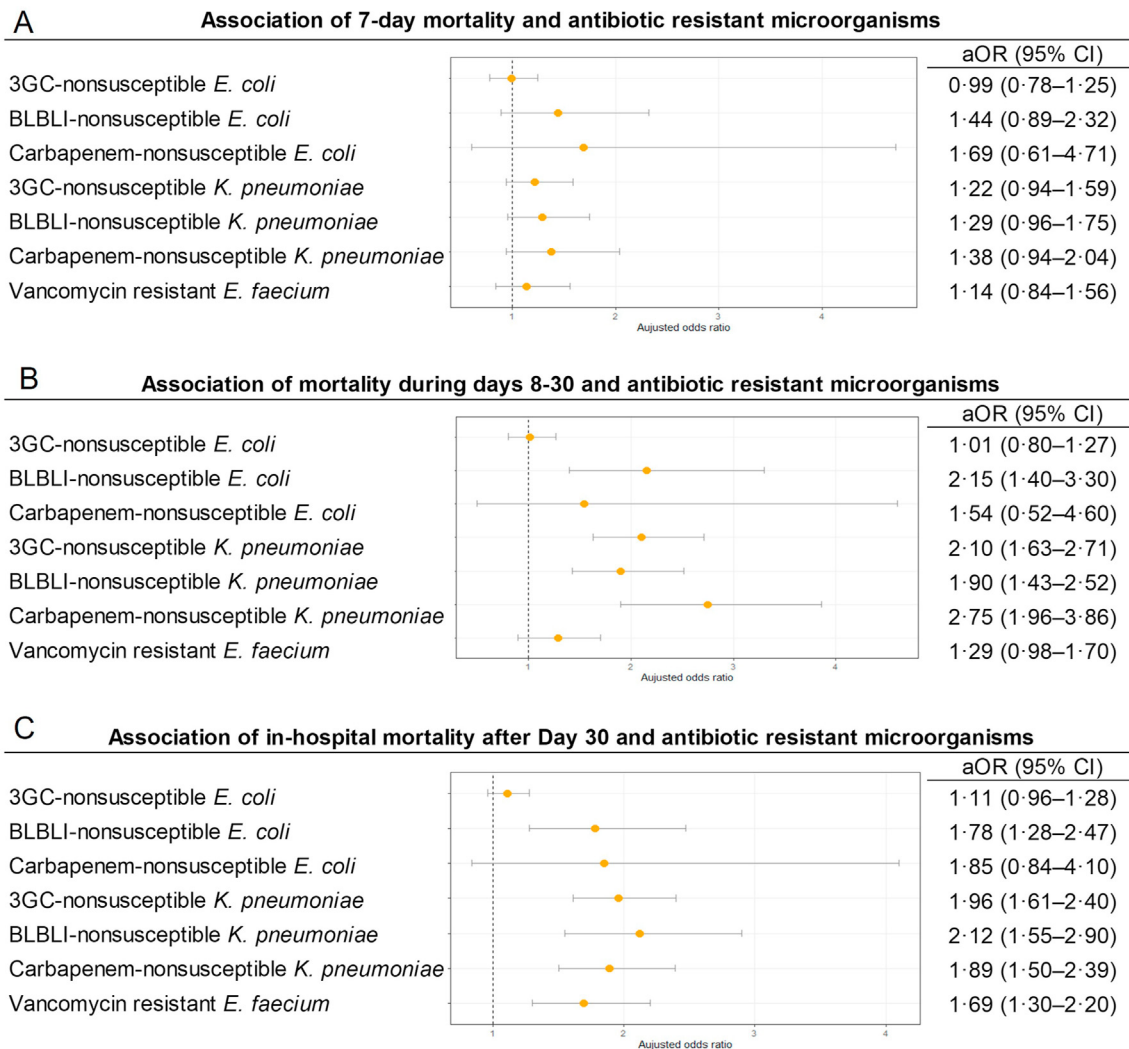 A
Association of 7-day mortality and antibiotic resistant microorganisms
aOR (95% CI)
3GC-nonsusceptible E. coli 0·99 (0·78–1·25)
BLBLI-nonsusceptible E. coli 1·44 (0·89–2·32)
Carbapenem-nonsusceptible E. coli 1·69 (0·61–4·71)
3GC-nonsusceptible K. pneumoniae 1·22 (0·94–1·59)
BLBLI-nonsusceptible K. pneumoniae 1·29 (0·96–1·75)
Carbapenem-nonsusceptible K. pneumoniae 1·38 (0·94–2·04)
Vancomycin resistant E. faecium 1·14 (0·84–1·56)
1 2 3 4
Aujusted odds ratio
B
Association of mortality during days 8-30 and antibiotic resistant microorganisms
aOR (95% CI)
3GC-nonsusceptible E. coli 1·01 (0·80–1·27)
BLBLI-nonsusceptible E. coli 2·15 (1·40–3·30)
Carbapenem-nonsusceptible E. coli 1·54 (0·52–4·60)
3GC-nonsusceptible K. pneumoniae 2·10 (1·63–2·71)
BLBLI-nonsusceptible K. pneumoniae 1·90 (1·43–2·52)
Carbapenem-nonsusceptible K. pneumoniae 2·75 (1·96–3·86)
Vancomycin resistant E. faecium 1·29 (0·98–1·70)
1 2 3 4
Aujusted odds ratio
C
Association of in-hospital mortality after Day 30 and antibiotic resistant microorganisms
aOR (95% CI)
3GC-nonsusceptible E. coli 1·11 (0·96–1·28)
BLBLI-nonsusceptible E. coli 1·78 (1·28–2·47)
Carbapenem-nonsusceptible E. coli 1·85 (0·84–4·10)
3GC-nonsusceptible K. pneumoniae 1·96 (1·61–2·40)
BLBLI-nonsusceptible K. pneumoniae 2·12 (1·55–2·90)
Carbapenem-nonsusceptible K. pneumoniae 1·89 (1·50–2·39)
Vancomycin resistant E. faecium 1·69 (1·30–2·20)
1 2 3 4
Aujusted odds ratio